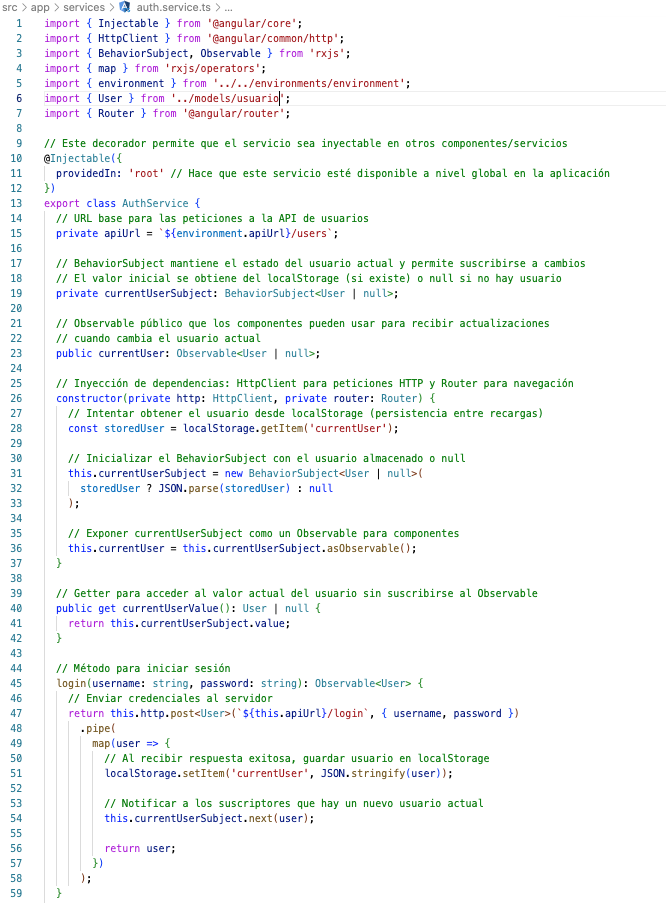 src > app > services > auth.service.ts > ...
1 import { Injectable } from '@angular/core';
2 import { HttpClient } from '@angular/common/http';
3 import { BehaviorSubject, Observable } from 'rxjs';
4 import { map } from 'rxjs/operators';
5 import { environment } from '../../environments/environment';
6 import { User } from '../models/usuario';
7 import { Router } from '@angular/router';
8
9 // Este decorador permite que el servicio sea inyectable en otros componentes/servicios
10 @Injectable({
11   providedIn: 'root' // Hace que este servicio esté disponible a nivel global en la aplicación
12 })
13 export class AuthService {
14   // URL base para las peticiones a la API de usuarios
15   private apiUrl = `${environment.apiUrl}/users`;
16
17   // BehaviorSubject mantiene el estado del usuario actual y permite suscribirse a cambios
18   // El valor inicial se obtiene del localStorage (si existe) o null si no hay usuario
19   private currentUserSubject: BehaviorSubject<User | null>;
20
21   // Observable público que los componentes pueden usar para recibir actualizaciones
22   // cuando cambia el usuario actual
23   public currentUser: Observable<User | null>;
24
25   // Inyección de dependencias: HttpClient para peticiones HTTP y Router para navegación
26   constructor(private http: HttpClient, private router: Router) {
27     // Intentar obtener el usuario desde localStorage (persistencia entre recargas)
28     const storedUser = localStorage.getItem('currentUser');
29
30     // Inicializar el BehaviorSubject con el usuario almacenado o null
31     this.currentUserSubject = new BehaviorSubject<User | null>(
32       storedUser ? JSON.parse(storedUser) : null
33     );
34
35     // Exponer currentUserSubject como un Observable para componentes
36     this.currentUser = this.currentUserSubject.asObservable();
37   }
38
39   // Getter para acceder al valor actual del usuario sin suscribirse al Observable
40   public get currentUserValue(): User | null {
41     return this.currentUserSubject.value;
42   }
43
44   // Método para iniciar sesión
45   login(username: string, password: string): Observable<User> {
46     // Enviar credenciales al servidor
47     return this.http.post<User>(`${this.apiUrl}/login`, { username, password })
48       .pipe(
49         map(user => {
50           // Al recibir respuesta exitosa, guardar usuario en localStorage
51           localStorage.setItem('currentUser', JSON.stringify(user));
52
53           // Notificar a los suscriptores que hay un nuevo usuario actual
54           this.currentUserSubject.next(user);
55
56           return user;
57         })
58       );
59   }